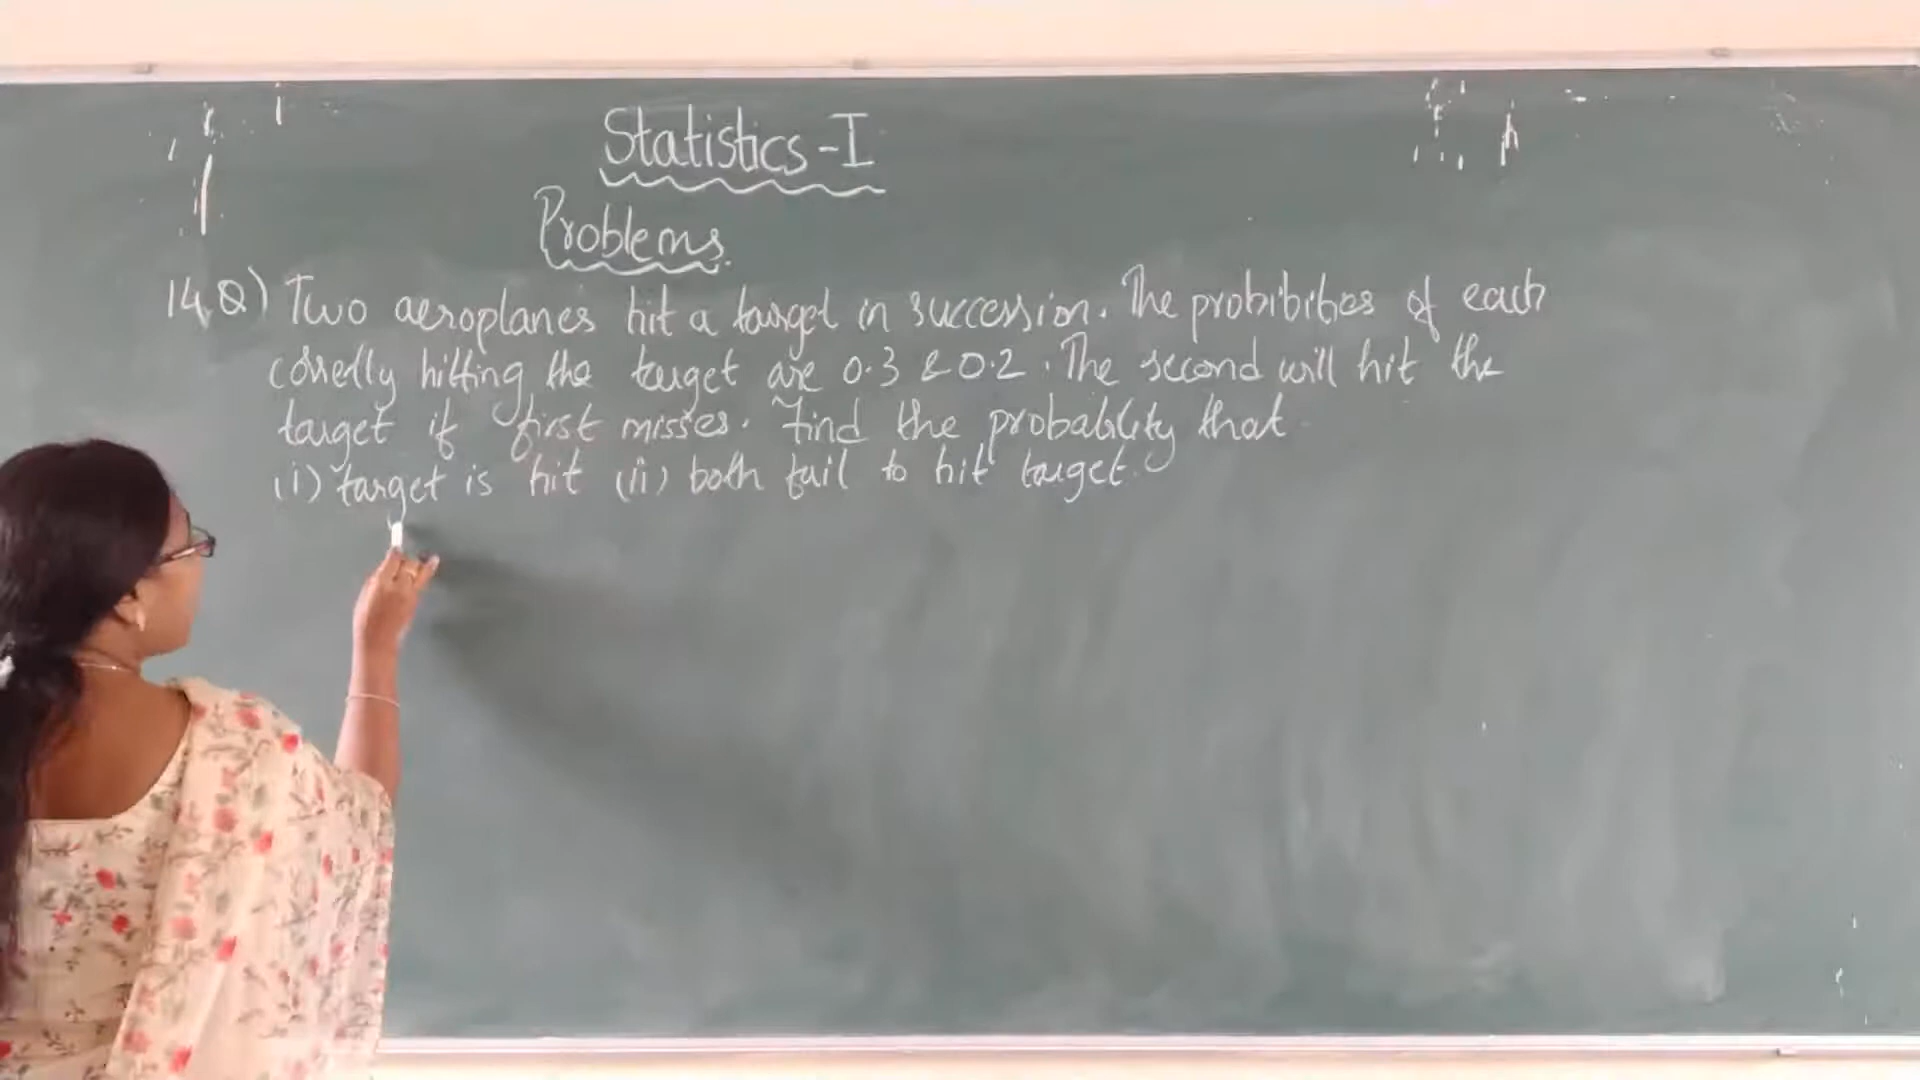 Statistics-I
Problems.
14.Q) Two aeroplanes hit a target in succession. The probibities of each
correctly hitting the target are 0.3 & 0.2. The second will hit the
target if first misses. Find the probability that
(i) target is hit (ii) both fail to hit target.